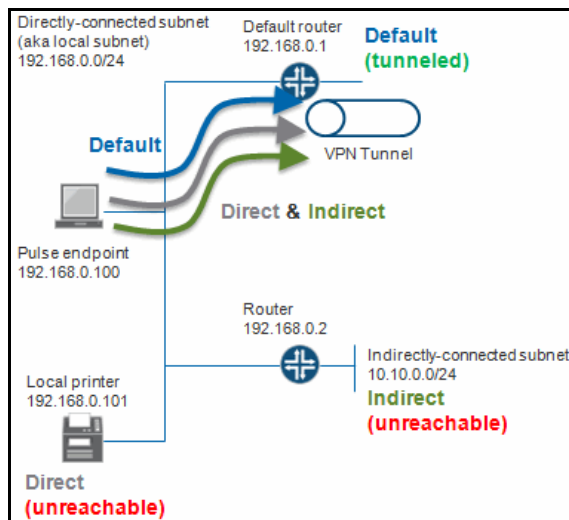 Directly-connected subnet
(aka local subnet)
192.168.0.0/24
Default router
192.168.0.1
Default
(tunneled)
Default
VPN Tunnel
Direct & Indirect
Pulse endpoint
192.168.0.100
Router
192.168.0.2
Indirectly-connected subnet
10.10.0.0/24
Indirect
(unreachable)
Local printer
192.168.0.101
Direct
(unreachable)